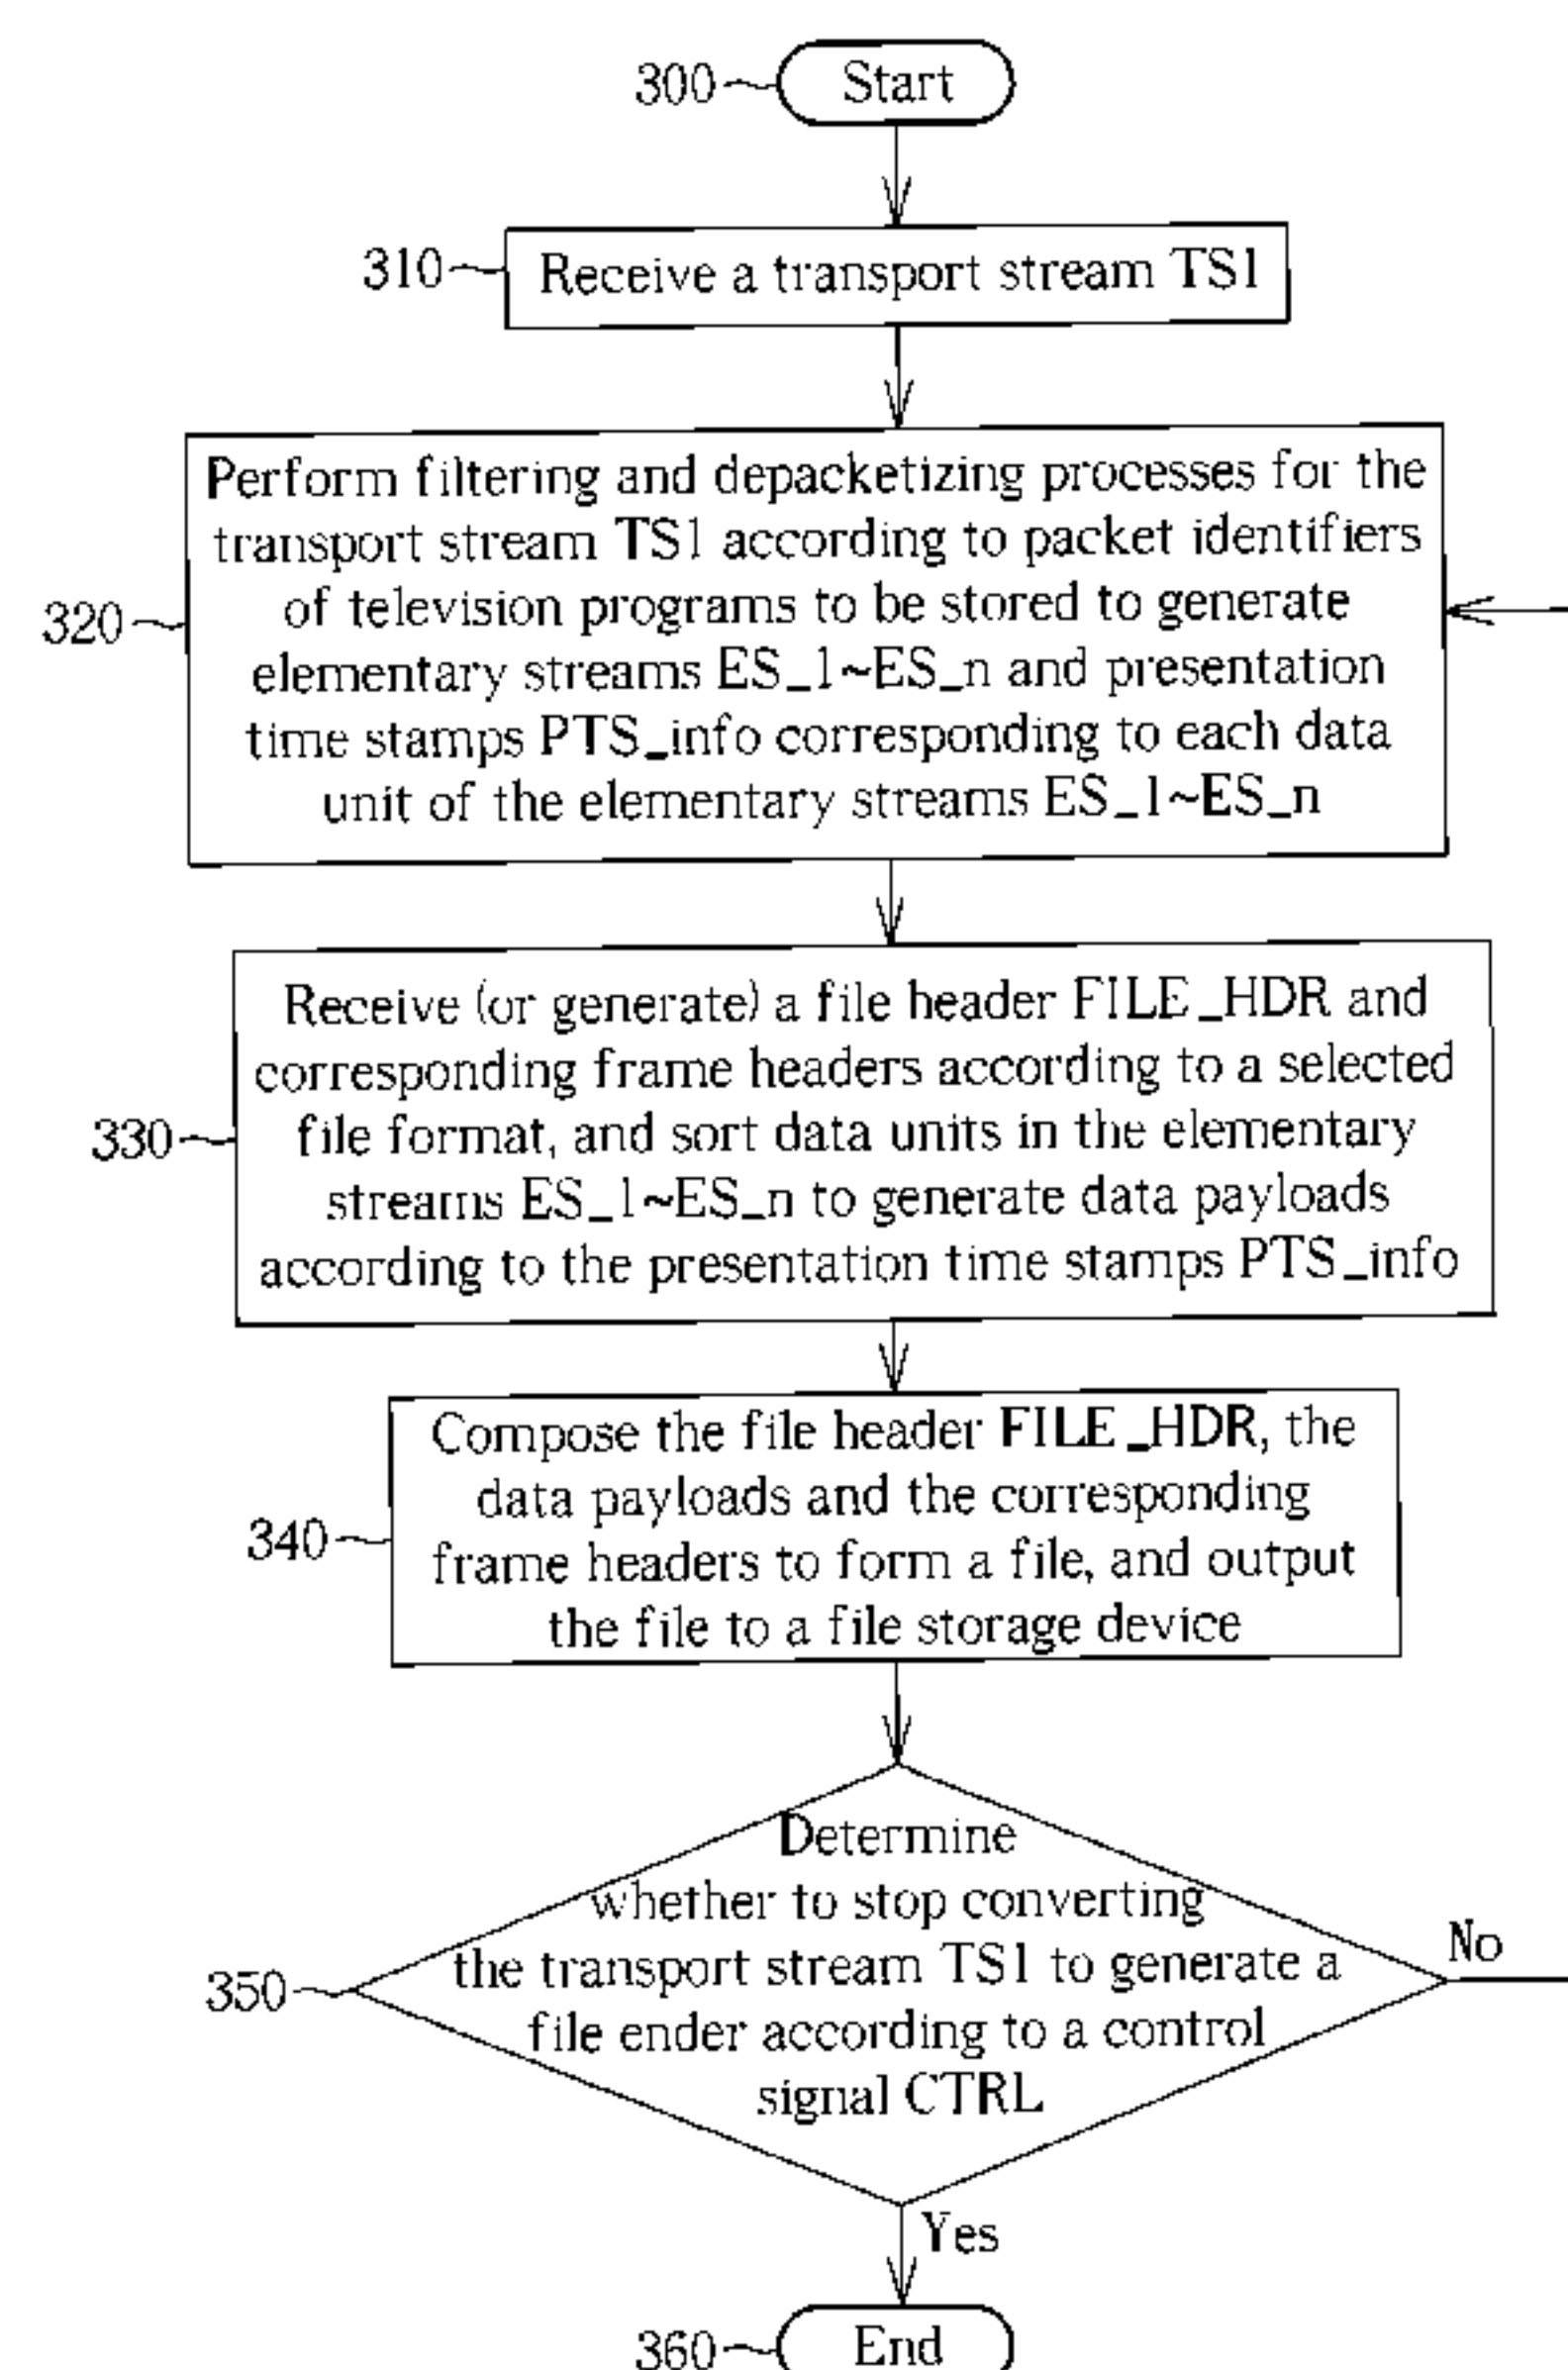 300
Start
310
Receive a transport stream TS1
320
Perform filtering and depacketizing processes for the
transport stream TS1 according to packet identifiers
of television programs to be stored to generate
elementary streams ES_1~ES_n and presentation
time stamps PTS_info corresponding to each data
unit of the elementary streams ES_1~ES_n
330
Receive (or generate) a file header FILE_HDR and
corresponding frame headers according to a selected
file format, and sort data units in the elementary
streams ES_1~ES_n to generate data payloads
according to the presentation time stamps PTS_info
340
Compose the file header FILE_HDR, the
data payloads and the corresponding
frame headers to form a file, and output
the file to a file storage device
350
Determine
whether to stop converting
the transport stream TS1 to generate a
file ender according to a control
signal CTRL
No
Yes
360
End